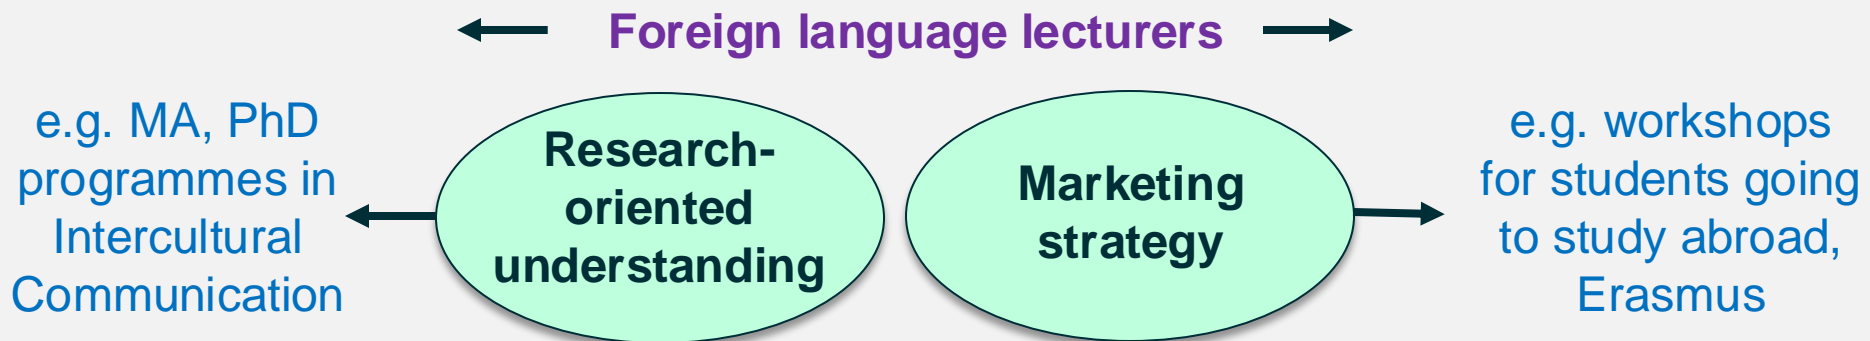 Foreign language lecturers
e.g. MA, PhD
programmes in
Intercultural
Communication
Research-
oriented
understanding
Marketing
strategy
e.g. workshops
for students going
to study abroad,
Erasmus